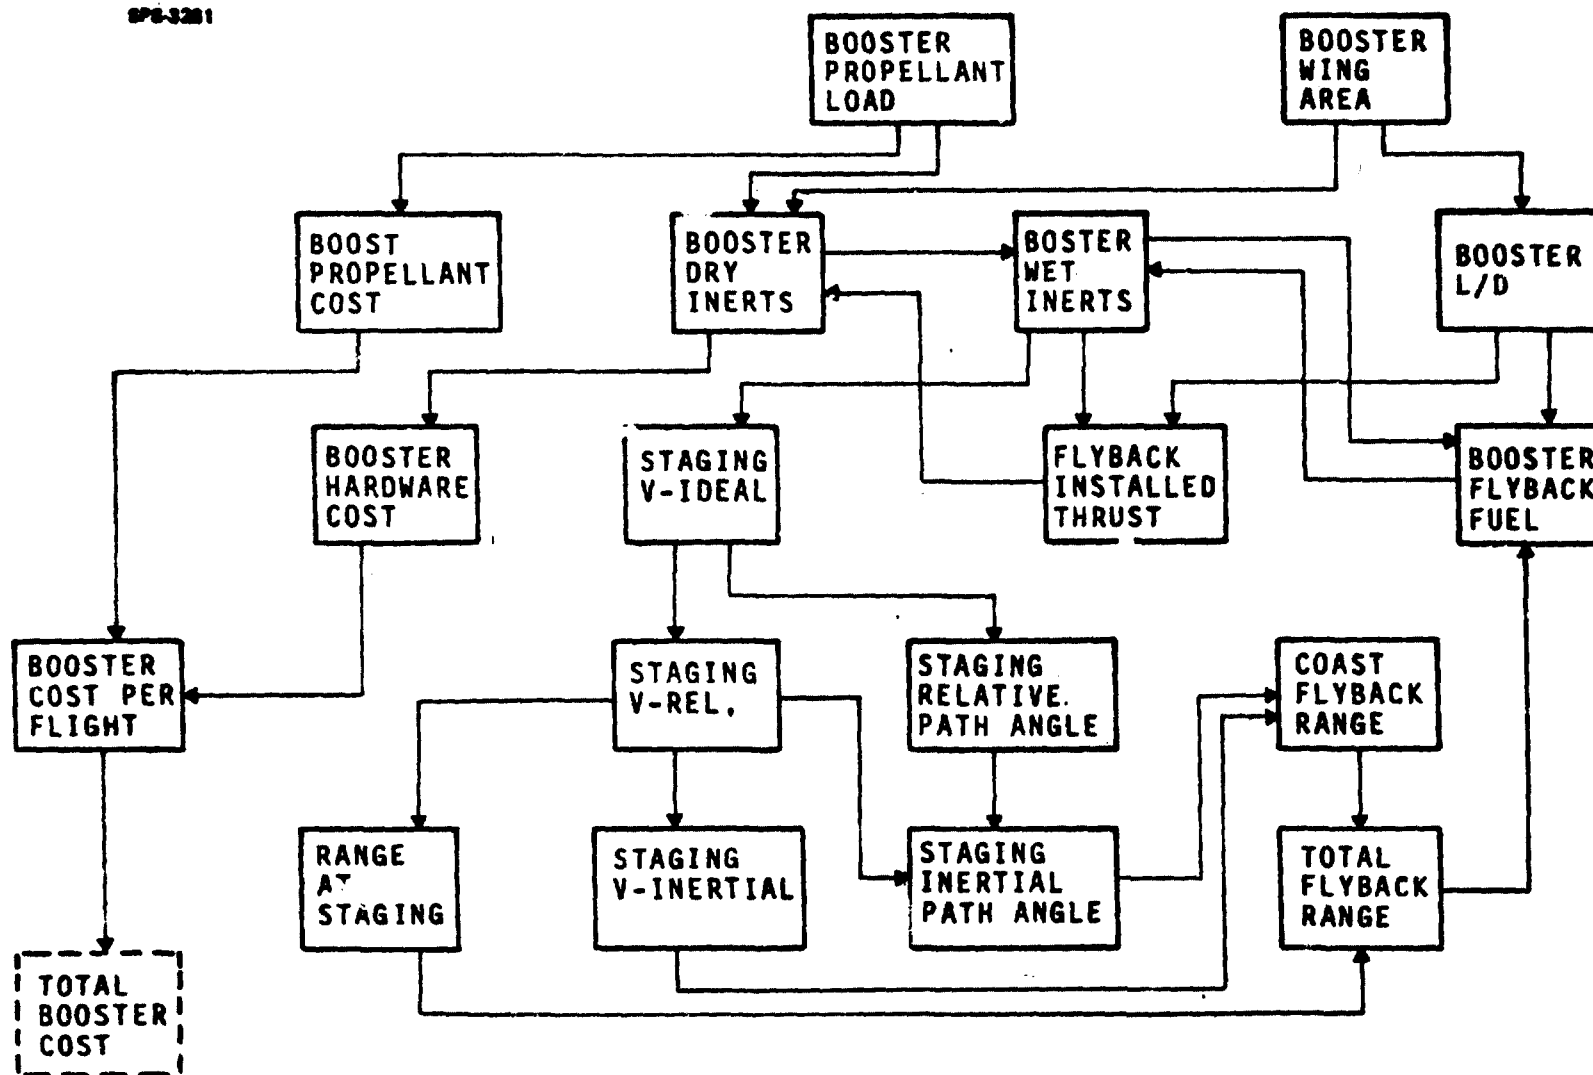 SPS-3281
BOOSTER
PROPELLANT
LOAD
BOOSTER
WING
AREA
BOOST
PROPELLANT
COST
BOOSTER
DRY
INERTS
BOSTER
WET
INERTS
BOOSTER
L/D
BOOSTER
HARDWARE
COST
STAGING
V-IDEAL
FLYBACK
INSTALLED
THRUST
BOOSTER
FLYBACK
FUEL
BOOSTER
COST PER
FLIGHT
STAGING
V-REL.
STAGING
RELATIVE.
PATH ANGLE
COAST
FLYBACK
RANGE
RANGE
AT
STAGING
STAGING
V-INERTIAL
STAGING
INERTIAL
PATH ANGLE
TOTAL
FLYBACK
RANGE
TOTAL
BOOSTER
COST